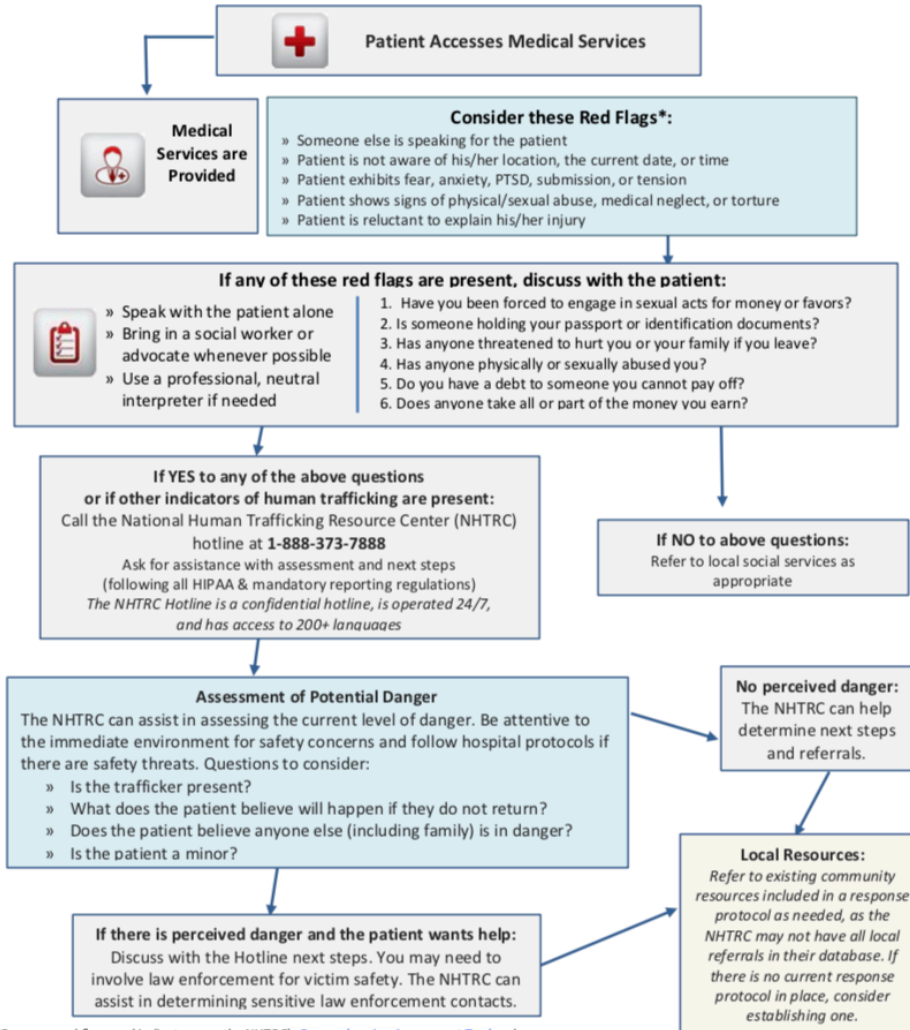 Patient Accesses Medical Services
Medical
Services are
Provided
Consider these Red Flags*:
» Someone else is speaking for the patient
» Patient is not aware of his/her location, the current date, or time
» Patient exhibits fear, anxiety, PTSD, submission, or tension
» Patient shows signs of physical/sexual abuse, medical neglect, or torture
» Patient is reluctant to explain his/her injury
If any of these red flags are present, discuss with the patient:
» Speak with the patient alone
» Bring in a social worker or
advocate whenever possible
» Use a professional, neutral
interpreter if needed
1. Have you been forced to engage in sexual acts for money or favors?
2. Is someone holding your passport or identification documents?
3. Has anyone threatened to hurt you or your family if you leave?
4. Has anyone physically or sexually abused you?
5. Do you have a debt to someone you cannot pay off?
6. Does anyone take all or part of the money you earn?
If YES to any of the above questions
or if other indicators of human trafficking are present:
Call the National Human Trafficking Resource Center (NHTRC)
hotline at 1-888-373-7888
Ask for assistance with assessment and next steps
(following all HIPAA & mandatory reporting regulations)
The NHTRC Hotline is a confidential hotline, is operated 24/7,
and has access to 200+ languages
If NO to above questions:
Refer to local social services as
appropriate
Assessment of Potential Danger
The NHTRC can assist in assessing the current level of danger. Be attentive to
the immediate environment for safety concerns and follow hospital protocols if
there are safety threats. Questions to consider:
» Is the trafficker present?
» What does the patient believe will happen if they do not return?
» Does the patient believe anyone else (including family) is in danger?
» Is the patient a minor?
No perceived danger:
The NHTRC can help
determine next steps
and referrals.
If there is perceived danger and the patient wants help:
Discuss with the Hotline next steps. You may need to
involve law enforcement for victim safety. The NHTRC can
assist in determining sensitive law enforcement contacts.
Local Resources:
Refer to existing community
resources included in a response
protocol as needed, as the
NHTRC may not have all local
referrals in their database. If
there is no current response
protocol in place, consider
establishing one.